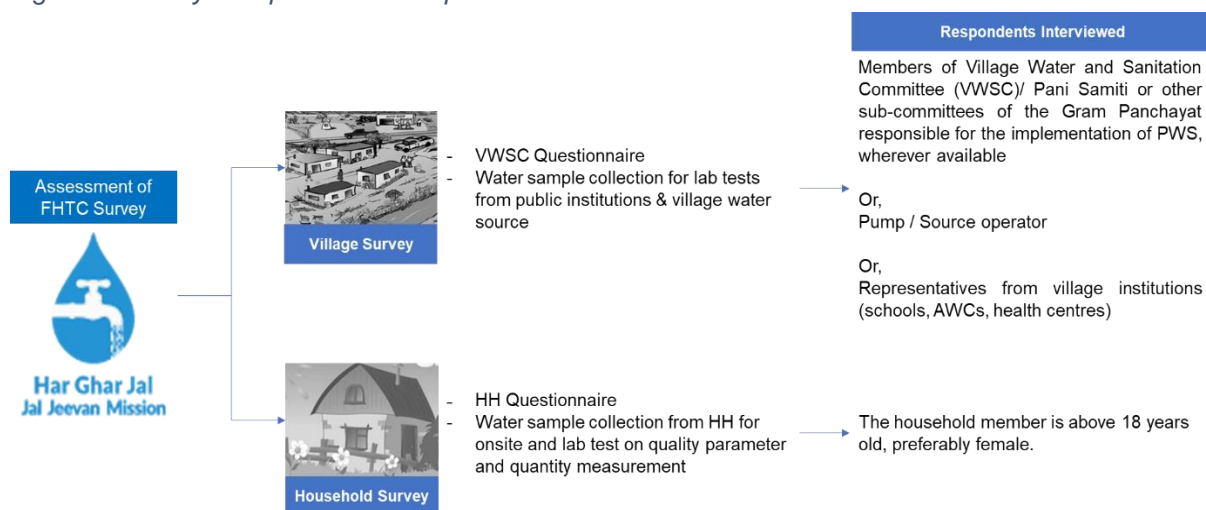 Respondents Interviewed
Members of Village Water and Sanitation
Committee (VWSC)/ Pani Samiti or other
sub-committees of the Gram Panchayat
responsible for the implementation of PWS,
wherever available
Or,
Pump / Source operator
Or,
Representatives from village institutions
(schools, AWCs, health centres)
Assessment of
FHTC Survey
Har Ghar Jal
Jal Jeevan Mission
- VWSC Questionnaire
- Water sample collection for lab tests
from public institutions & village water
source
Village Survey
- HH Questionnaire
- Water sample collection from HH for
onsite and lab test on quality parameter
and quantity measurement
Household Survey
The household member is above 18 years
old, preferably female.